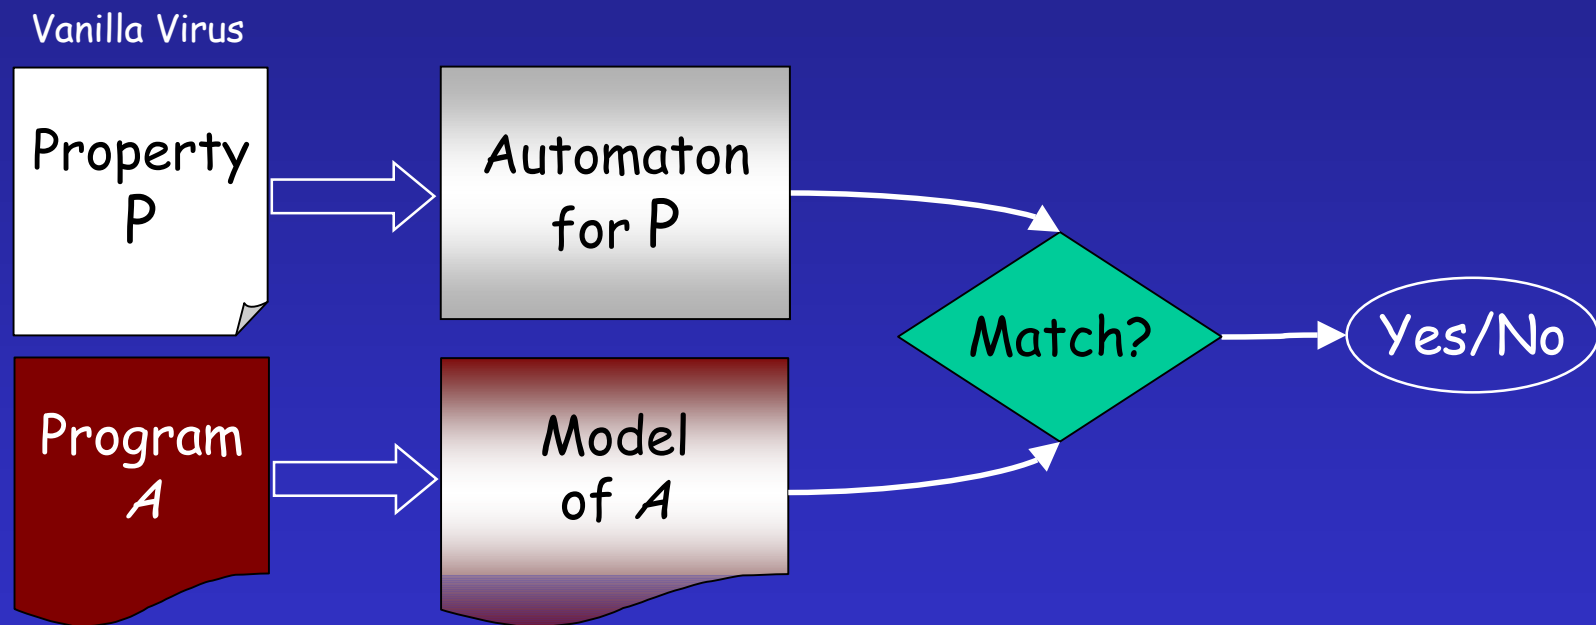 Vanilla Virus
Property
P
Automaton
for P
Match?
Yes/No
Program
A
Model
of A